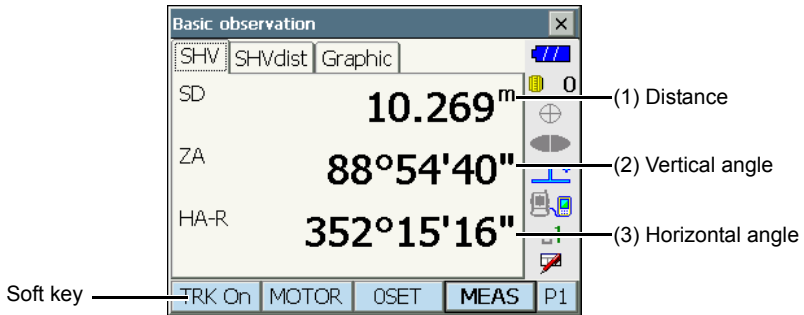 Basic observation
SHV SHVdist Graphic
SD 10.269m 0
(1) Distance
ZA 88°54'40"
(2) Vertical angle
HA-R 352°15'16" 1
(3) Horizontal angle
Soft key
TRK On MOTOR 0SET MEAS P1